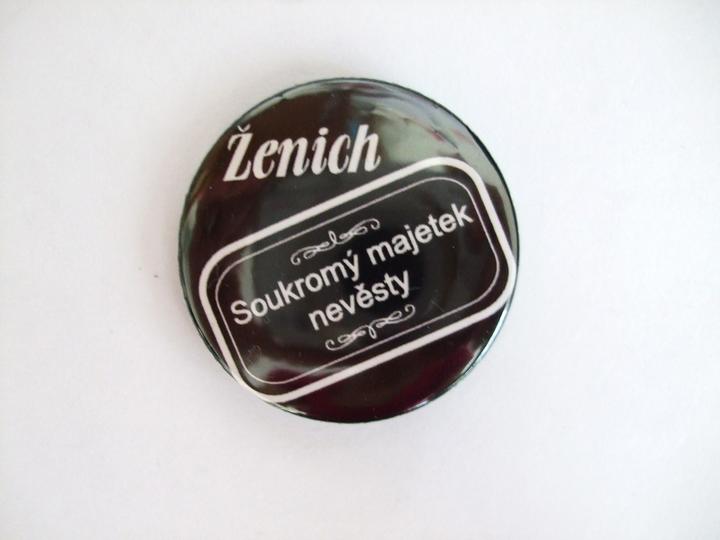 Ženich
Soukromý majetek
nevěsty